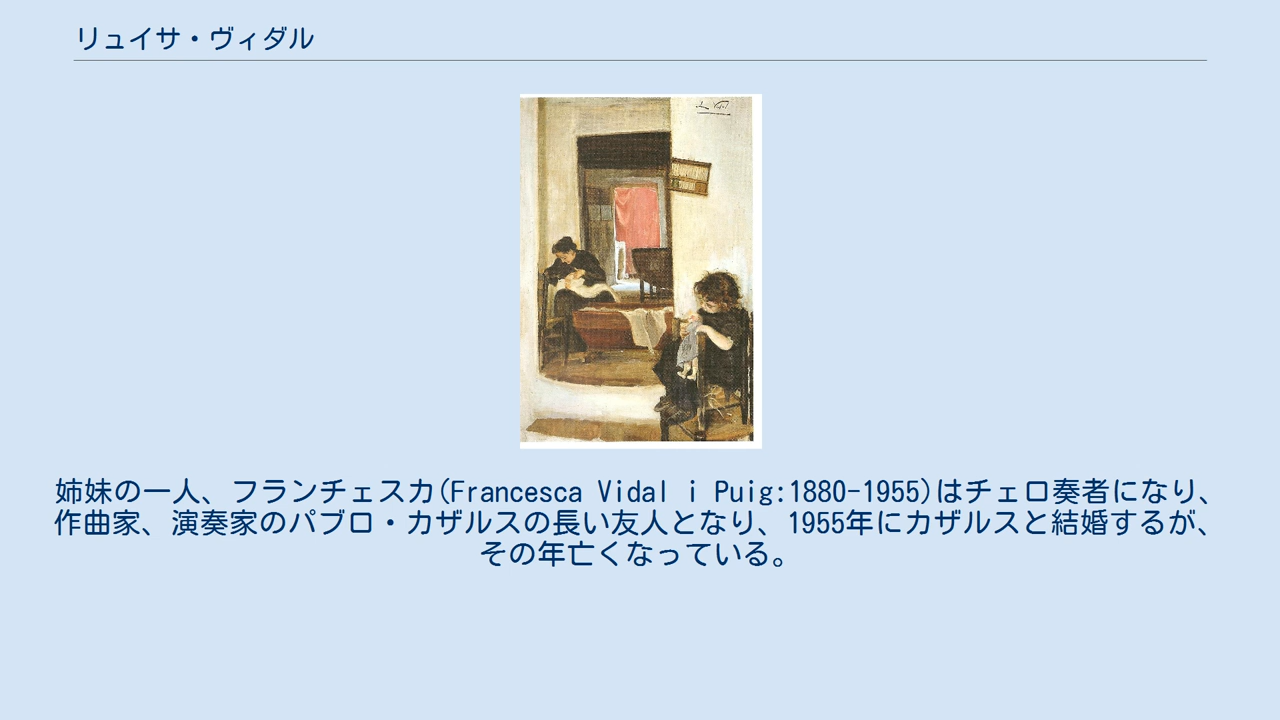 リュイサ・ヴィダル
姉妹の一人、フランチェスカ(Francesca Vidal i Puig:1880-1955)はチェロ奏者になり、
作曲家、演奏家のパブロ・カザルスの長い友人となり、1955年にカザルスと結婚するが、
その年亡くなっている。